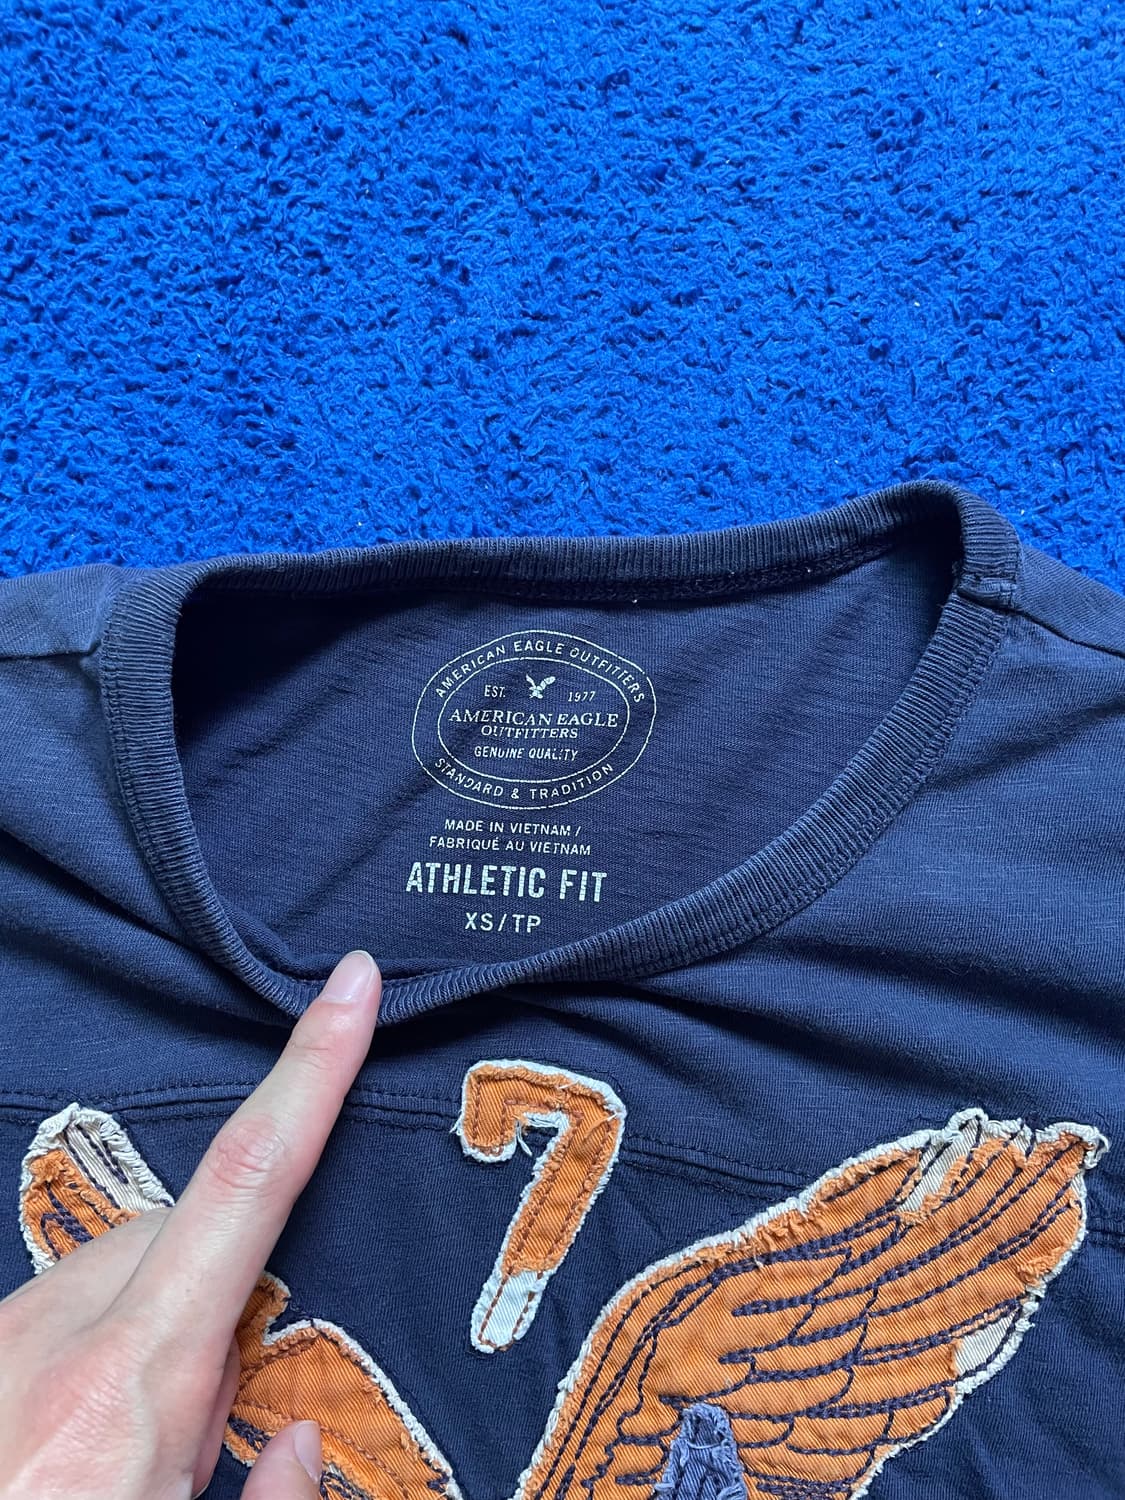 AMERICAN EAGLE OUTFITTERS
EST. 1977
AMERICAN EAGLE
OUTFITTERS
GENUINE QUALITY
STANDARD & TRADITION
MADE IN VIETNAM /
FABRIQUÉ AU VIETNAM
ATHLETIC FIT
XS/TP
7